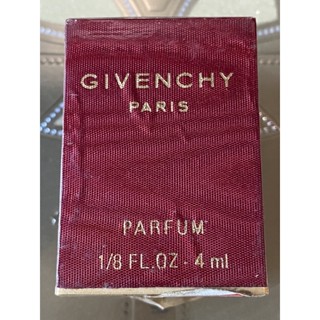 GIVENCHY
PARIS
PARFUM
1/8 FL.OZ - 4 ml